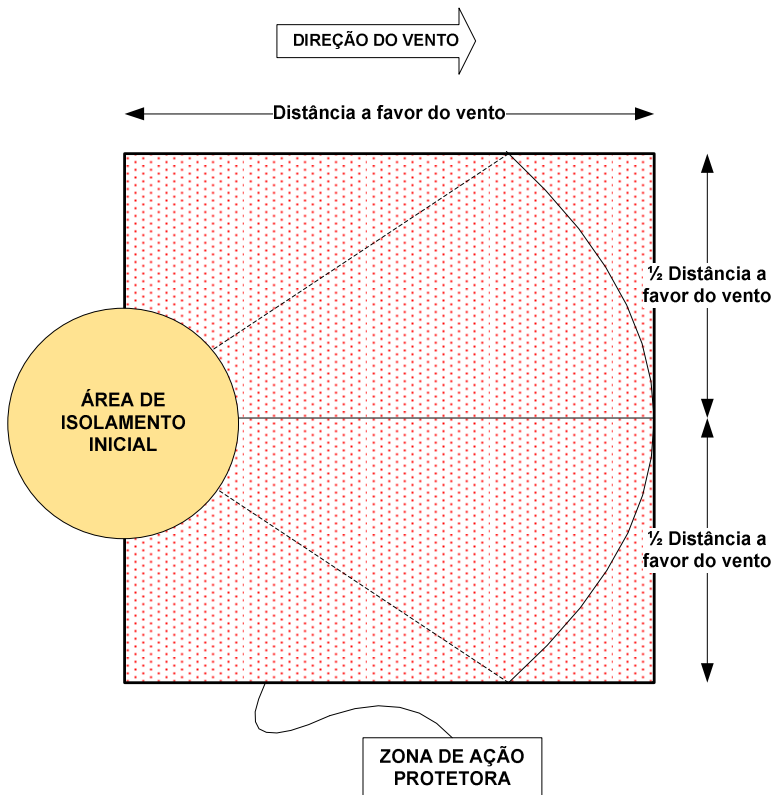 DIREÇÃO DO VENTO
Distância a favor do vento
½ Distância a
favor do vento
ÁREA DE
ISOLAMENTO
INICIAL
½ Distância a
favor do vento
ZONA DE AÇÃO
PROTETORA